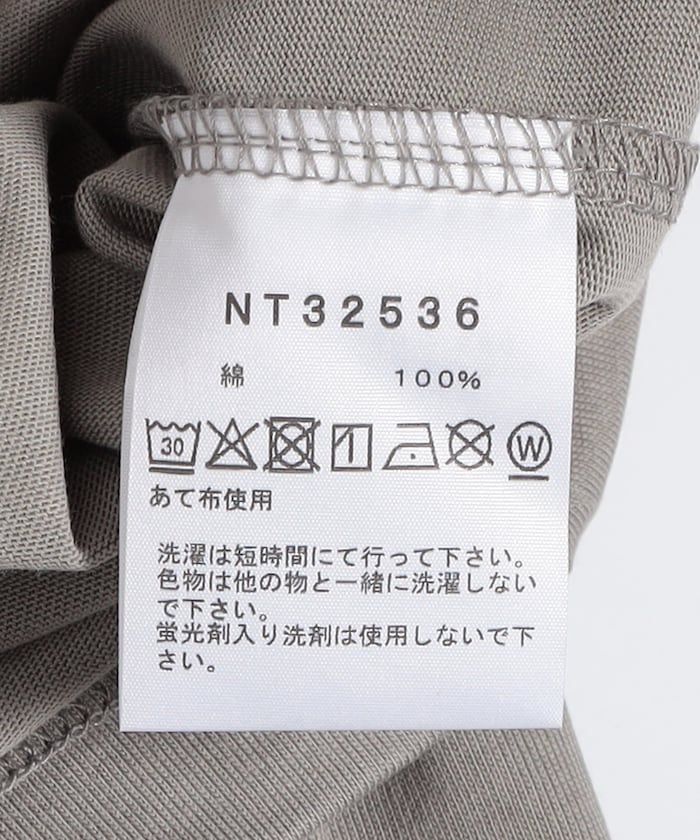 NT32536
綿 100%
30 W
あて布使用
洗濯は短時間にて行って下さい。
色物は他の物と一緒に洗濯しない
で下さい。
蛍光剤入り洗剤は使用しないで下
さい。